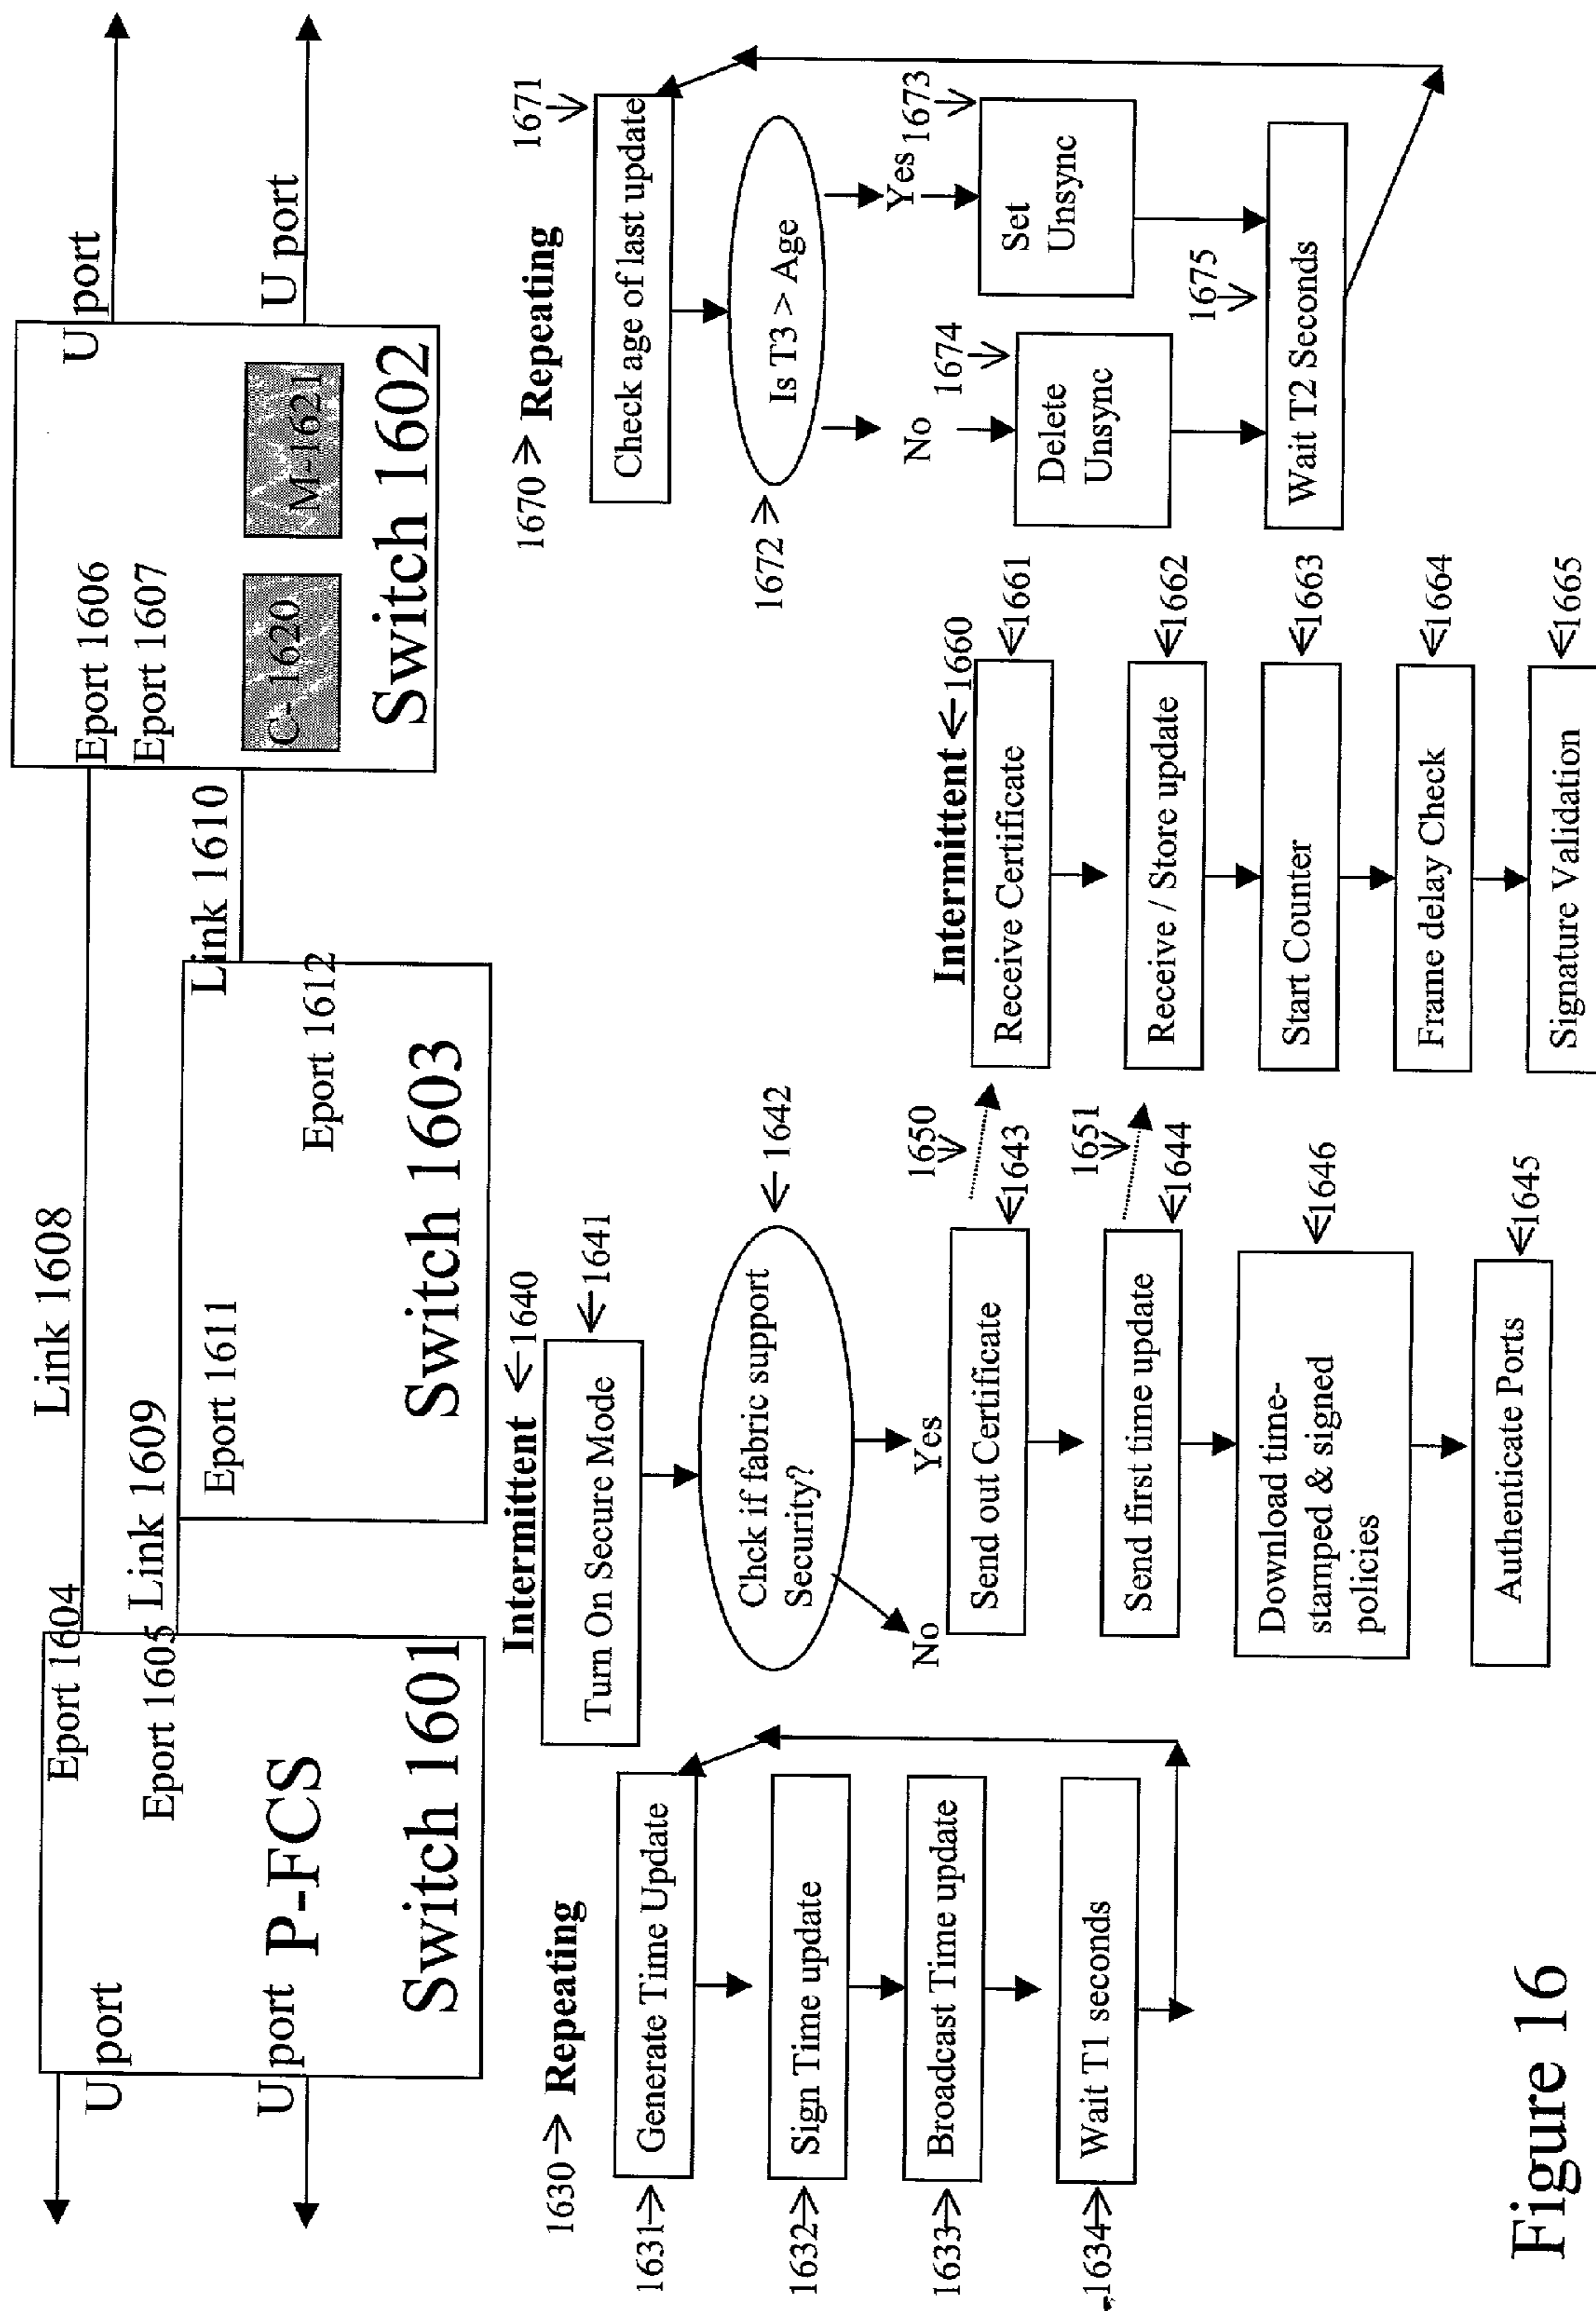 U port
U port
Eport 1604
Eport 1605
P-FCS
Switch 1601
Link 1608
Link 1609
Eport 1611
Eport 1612
Switch 1603
Link 1610
Eport 1606
Eport 1607
C- 1620
M-1621
Switch 1602
U port
U port
1630
Repeating
1631
Generate Time Update
1632
Sign Time update
1633
Broadcast Time update
1634
Wait T1 seconds
Intermittent
1640
Turn On Secure Mode
1641
Chck if fabric support
Security?
1642
No
Yes
Send out Certificate
1643
1650
Send first time update
1644
1651
Download time-
stamped & signed
policies
1646
Authenticate Ports
1645
Intermittent
1660
Receive Certificate
1661
Receive / Store update
1662
Start Counter
1663
Frame delay Check
1664
Signature Validation
1665
1670
Repeating
1671
Check age of last update
1672
Is T3 > Age
No
Yes
1674
Delete
Unsync
1673
Set
Unsync
1675
Wait T2 Seconds
Figure 16